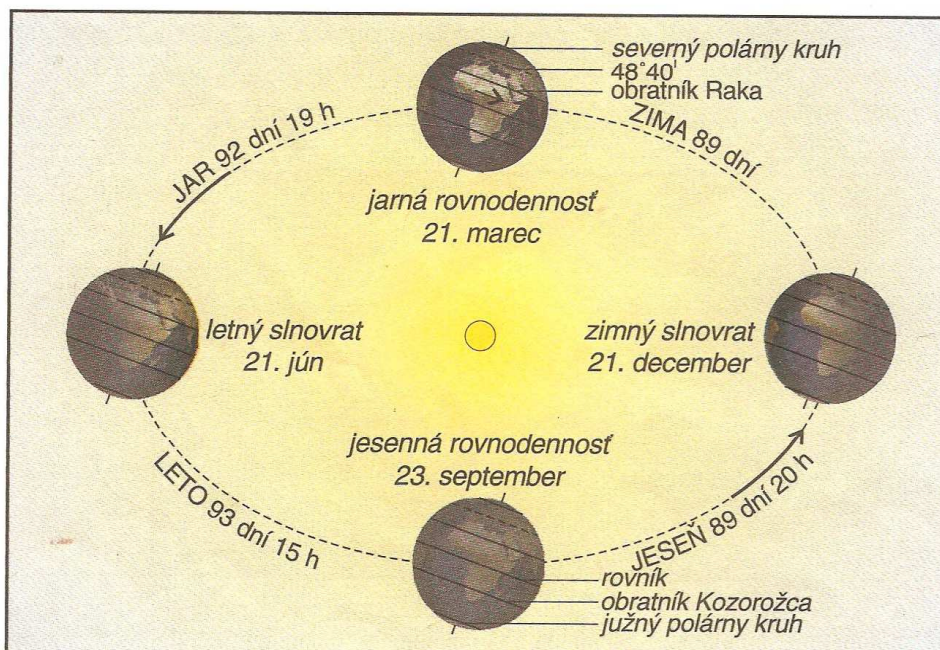 severný polárny kruh
48°40'
obratník Raka
JAR 92 dní 19 h
ZIMA 89 dní
jarná rovnodennosť
21. marec
letný slnovrat
21. jún
zimný slnovrat
21. december
jesenná rovnodennosť
23. september
LETO 93 dní 15 h
JESEŇ 89 dní 20 h
rovník
obratník Kozorožca
južný polárny kruh